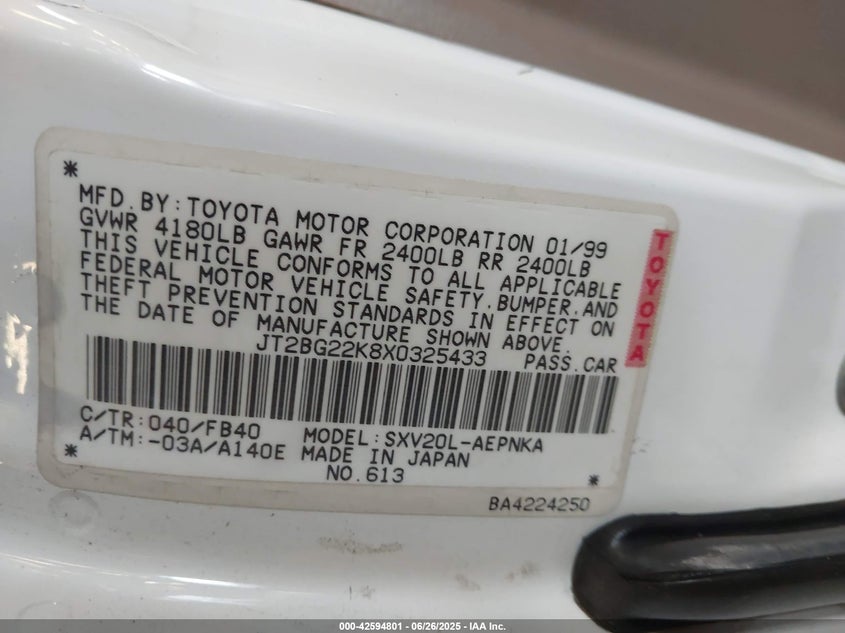 *
MFD.BY:TOYOTA MOTOR CORPORATION 01/99
GVWR 4180LB GAWR FR 2400LB RR 2400LB
THIS VEHICLE CONFORMS TO ALL APPLICABLE
FEDERAL MOTOR VEHICLE SAFETY,BUMPER,AND
THEFT PREVENTION STANDARDS IN EFFECT ON
THE DATE OF MANUFACTURE SHOWN ABOVE.
JT2BG22K8X0325433 PASS.CAR
TOYOTA
C/TR:040/FB40 MODEL:SXV20L-AEPNKA
A/TM:-03A/A140E MADE IN JAPAN
* NO.613 *
BA4224250
000-42594801 | 06/26/2025 - IAA Inc.